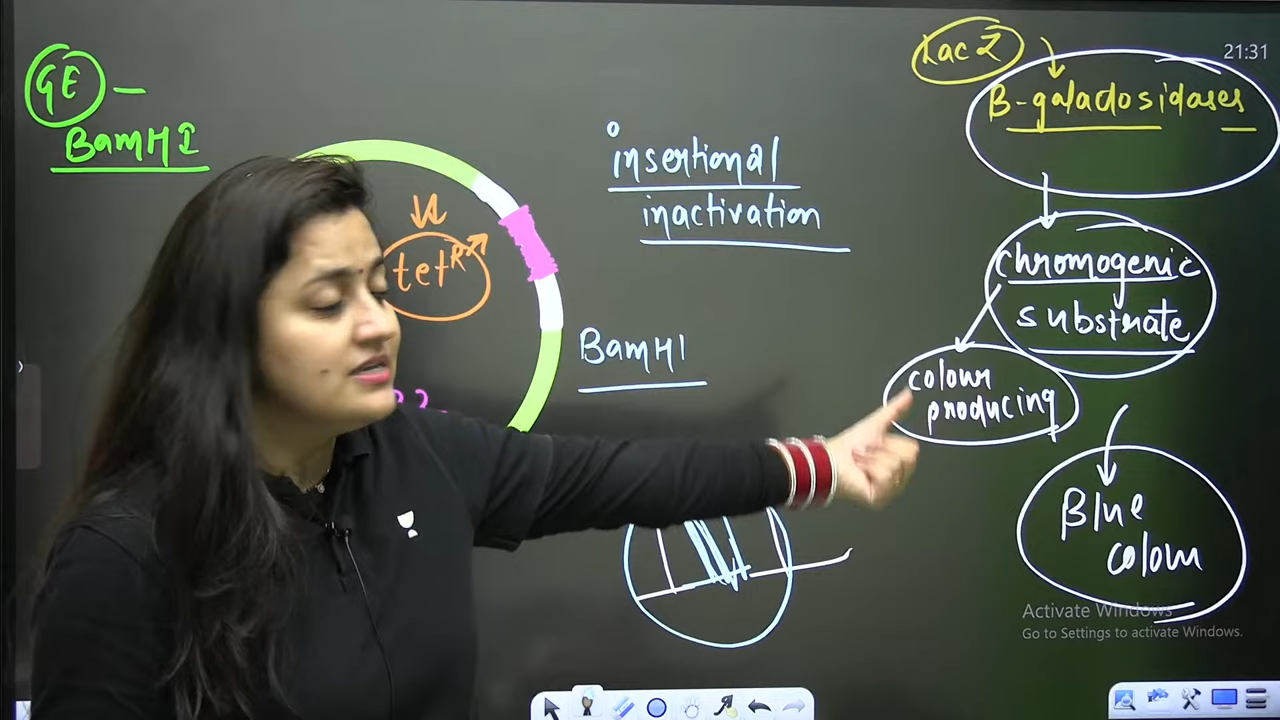 GE -
BamHI
tetR
insertional
inactivation
BamHI
Lac Z
β-galactosidases
chromogenic
substrate
colour
producing
Blue
colour
21:31
Activate Windows
Go to Settings to activate Windows.